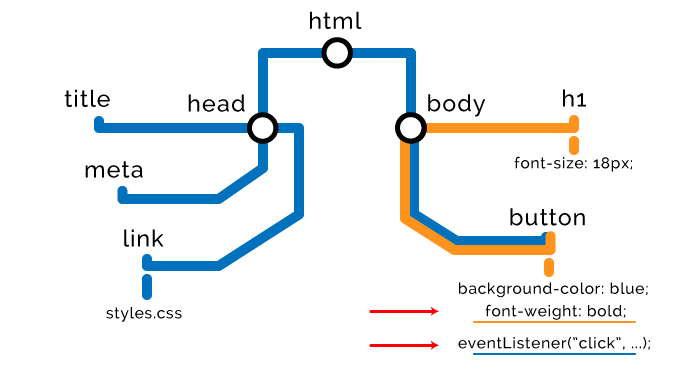 html
title
head
body
h1
font-size: 18px;
meta
button
link
background-color: blue;
styles.css
font-weight: bold;
eventListener("click", ...);